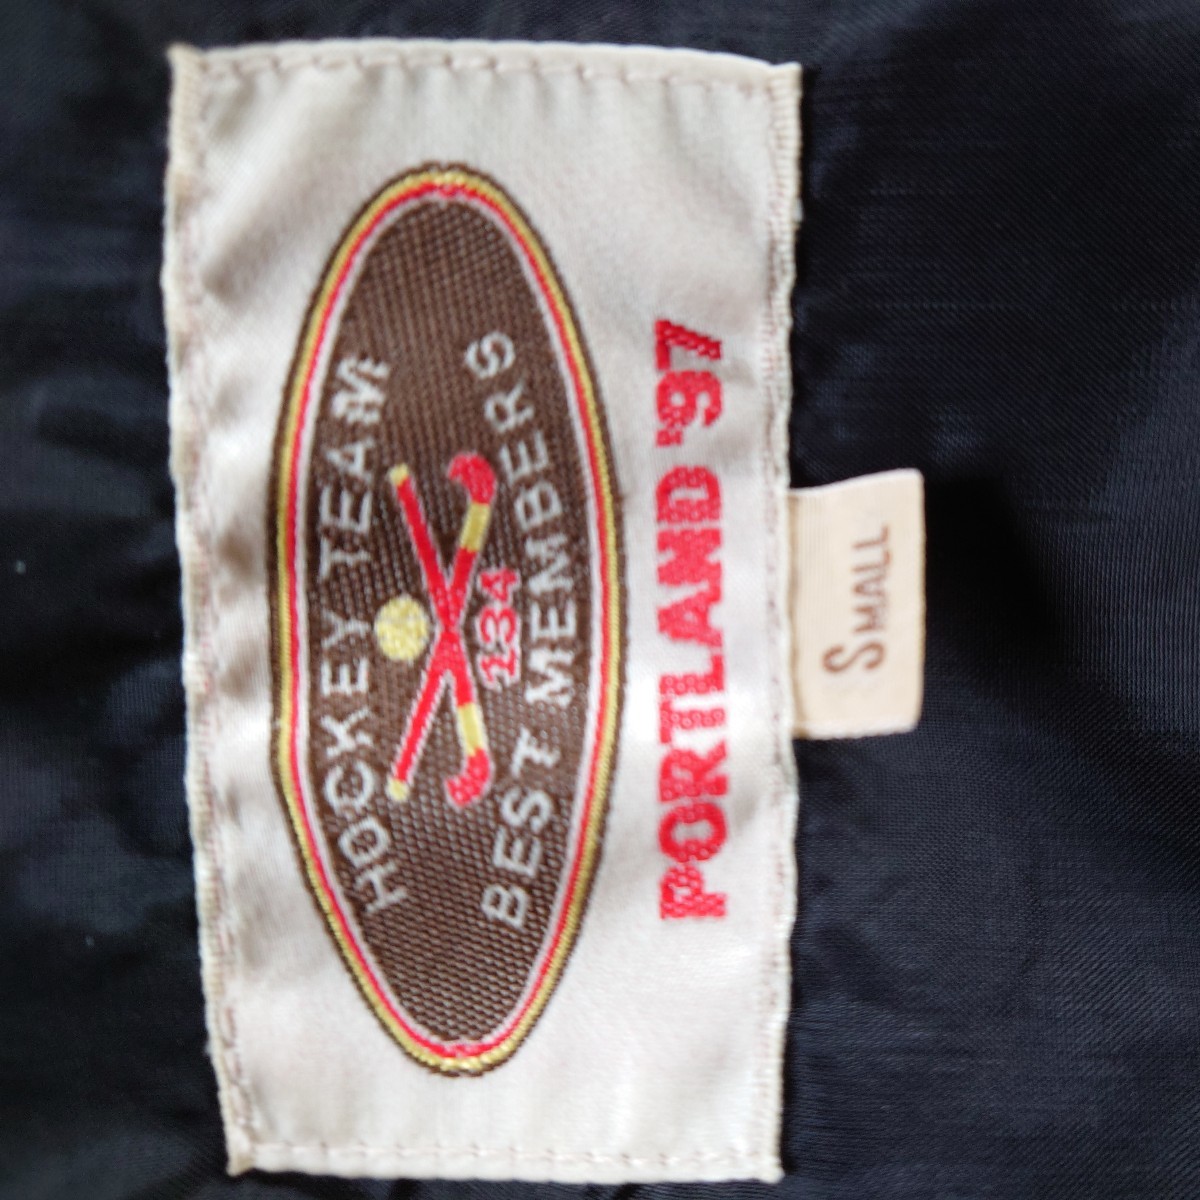 HOCKEY TEAM
134
BEST MEMBERS
PORTLAND '97
SMALL